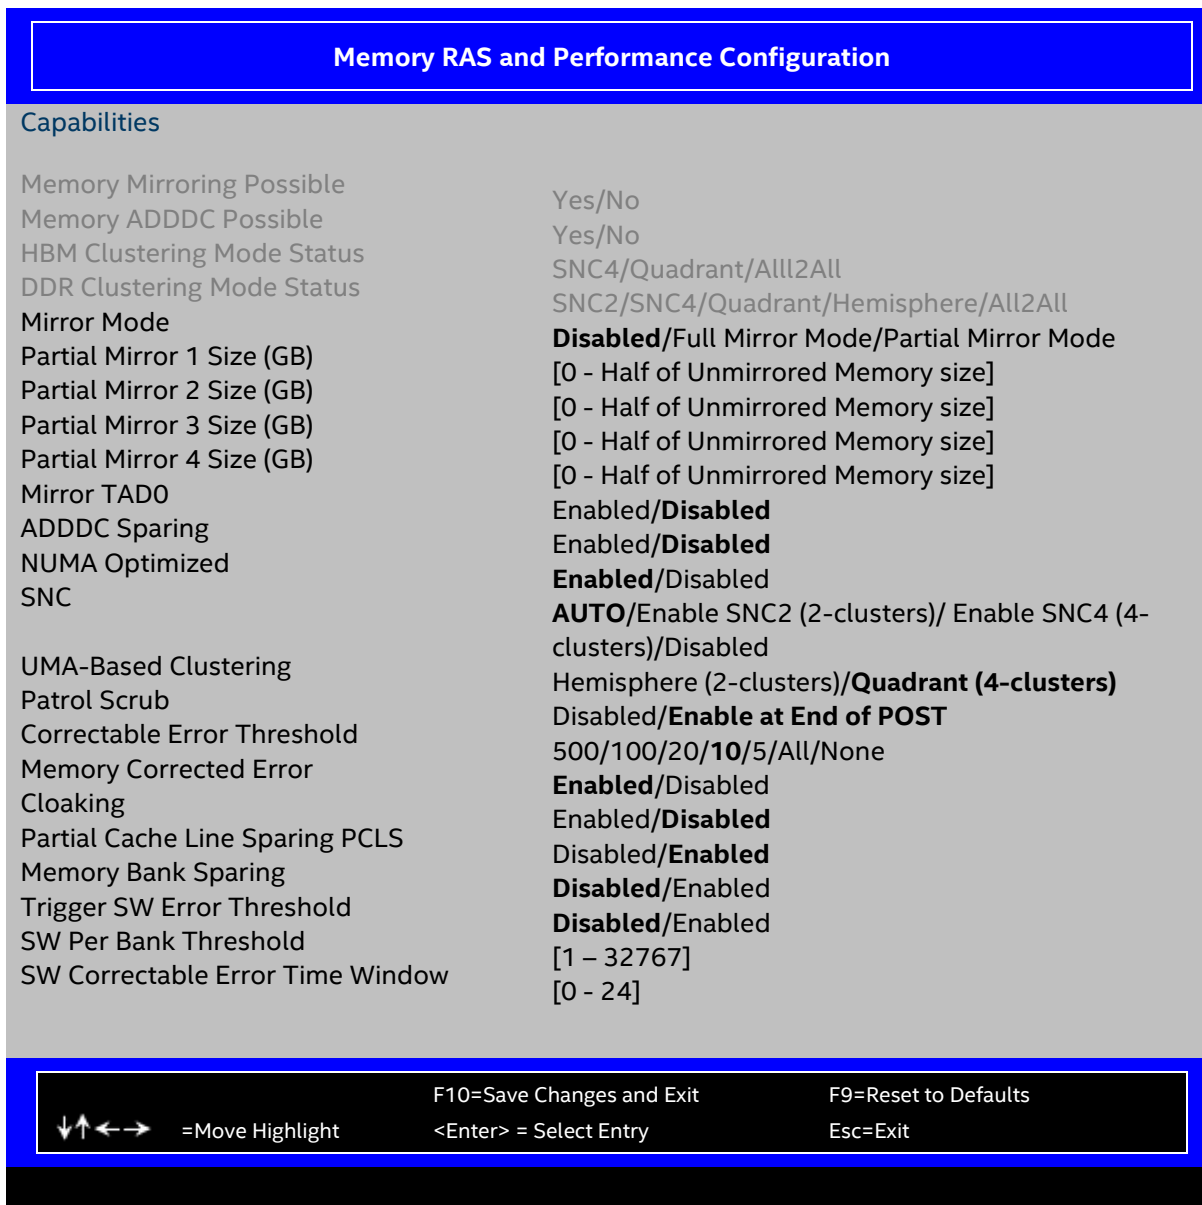 Memory RAS and Performance Configuration
Capabilities
Memory Mirroring Possible
Memory ADDDC Possible
HBM Clustering Mode Status
DDR Clustering Mode Status
Mirror Mode
Partial Mirror 1 Size (GB)
Partial Mirror 2 Size (GB)
Partial Mirror 3 Size (GB)
Partial Mirror 4 Size (GB)
Mirror TAD0
ADDDC Sparing
NUMA Optimized
SNC
UMA-Based Clustering
Patrol Scrub
Correctable Error Threshold
Memory Corrected Error
Cloaking
Partial Cache Line Sparing PCLS
Memory Bank Sparing
Trigger SW Error Threshold
SW Per Bank Threshold
SW Correctable Error Time Window
Yes/No
Yes/No
SNC4/Quadrant/Alll2All
SNC2/SNC4/Quadrant/Hemisphere/All2All
Disabled/Full Mirror Mode/Partial Mirror Mode
[0 - Half of Unmirrored Memory size]
[0 - Half of Unmirrored Memory size]
[0 - Half of Unmirrored Memory size]
[0 - Half of Unmirrored Memory size]
Enabled/Disabled
Enabled/Disabled
Enabled/Disabled
AUTO/Enable SNC2 (2-clusters)/ Enable SNC4 (4-
clusters)/Disabled
Hemisphere (2-clusters)/Quadrant (4-clusters)
Disabled/Enable at End of POST
500/100/20/10/5/All/None
Enabled/Disabled
Enabled/Disabled
Disabled/Enabled
Disabled/Enabled
Disabled/Enabled
[1 – 32767]
[0 - 24]
F10=Save Changes and Exit F9=Reset to Defaults
↓↑←→ =Move Highlight <Enter> = Select Entry Esc=Exit